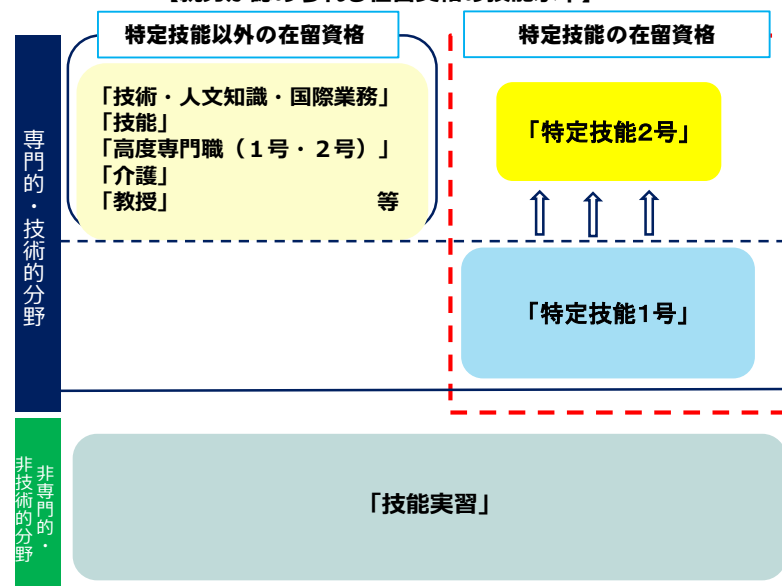 特定技能以外の在留資格
特定技能の在留資格
専門的・技術的分野
「技術・人文知識・国際業務」
「技能」
「高度専門職（１号・２号）」
「介護」
「教授」 等
「特定技能2号」
「特定技能1号」
非専門的・
非技術的分野
「技能実習」